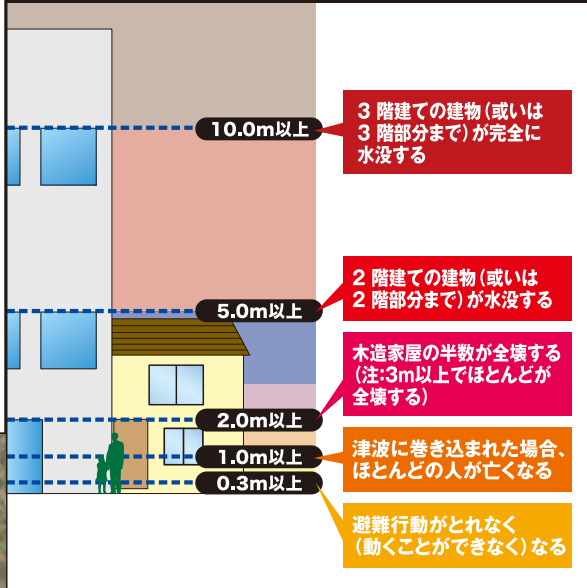 10.0m以上
3 階建ての建物(或いは
3 階部分まで)が完全に
水没する
5.0m以上
2 階建ての建物(或いは
2 階部分まで)が水没する
2.0m以上
木造家屋の半数が全壊する
(注:3m以上でほとんどが
全壊する)
1.0m以上
津波に巻き込まれた場合、
ほとんどの人が亡くなる
0.3m以上
避難行動がとれなく
(動くことができなく)なる